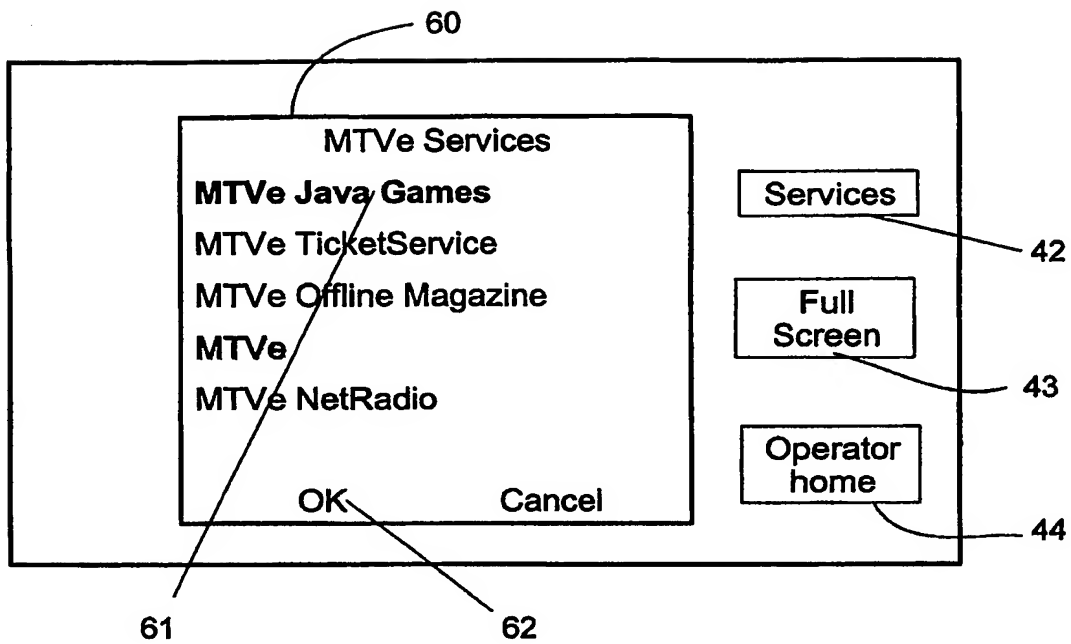 60
MTVe Services
MTVe Java Games
MTVe TicketService
MTVe Offline Magazine
MTVe
MTVe NetRadio
OK Cancel
Services
42
Full
Screen
43
Operator
home
44
61 62